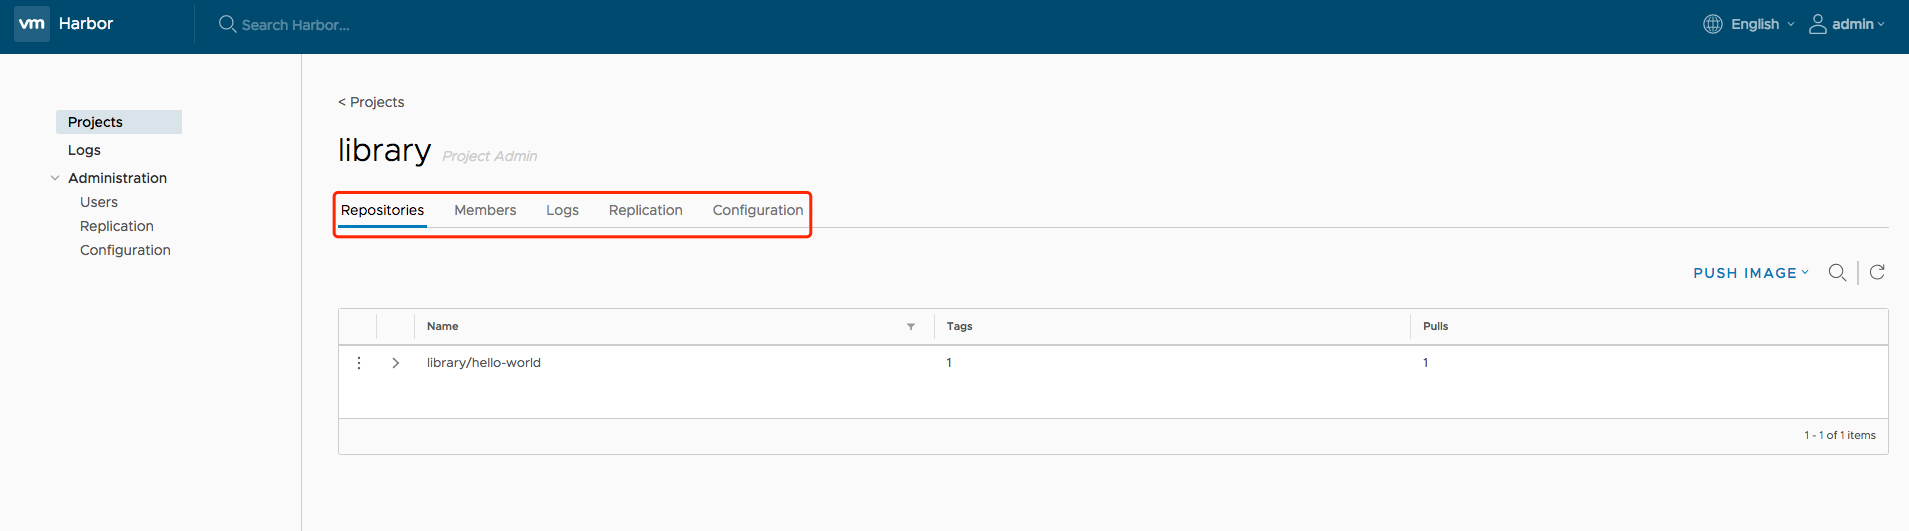 vm Harbor Search Harbor... English admin
Projects
Logs
Administration
Users
Replication
Configuration
< Projects
library Project Admin
Repositories Members Logs Replication Configuration
PUSH IMAGE
Name Tags Pulls
library/hello-world 1 1
1 - 1 of 1 items